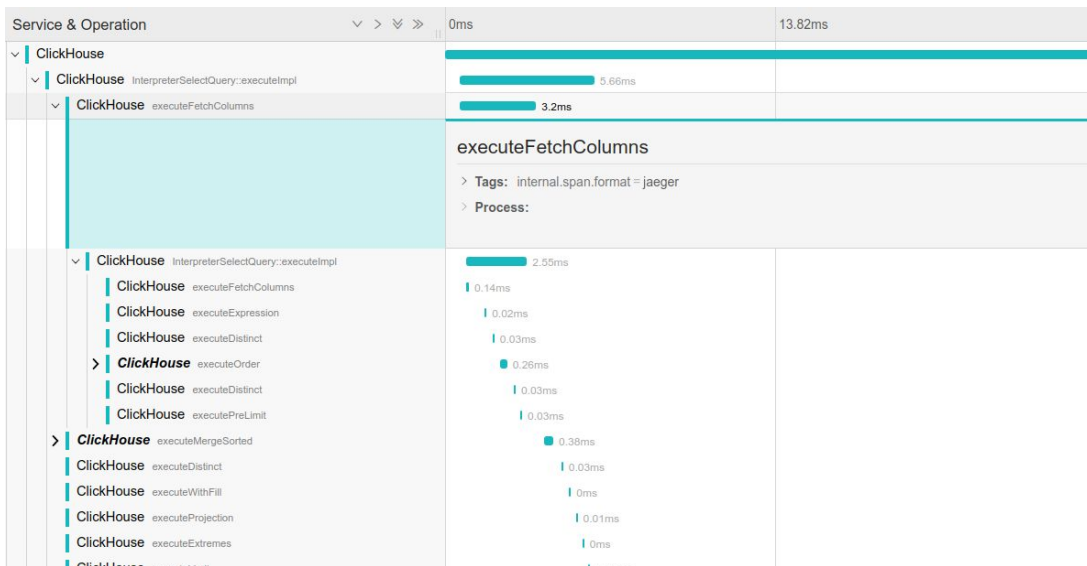 Service & Operation 0ms 13.82ms
ClickHouse
ClickHouse InterpreterSelectQuery::executeImpl 5.66ms
ClickHouse executeFetchColumns 3.2ms
executeFetchColumns
Tags: internal.span.format = jaeger
Process:
ClickHouse InterpreterSelectQuery::executeImpl 2.55ms
ClickHouse executeFetchColumns 0.14ms
ClickHouse executeExpression 0.02ms
ClickHouse executeDistinct 0.03ms
ClickHouse executeOrder 0.26ms
ClickHouse executeDistinct 0.03ms
ClickHouse executePreLimit 0.03ms
ClickHouse executeMergeSorted 0.38ms
ClickHouse executeDistinct 0.03ms
ClickHouse executeWithFill 0ms
ClickHouse executeProjection 0.01ms
ClickHouse executeExtremes 0ms
ClickHouse